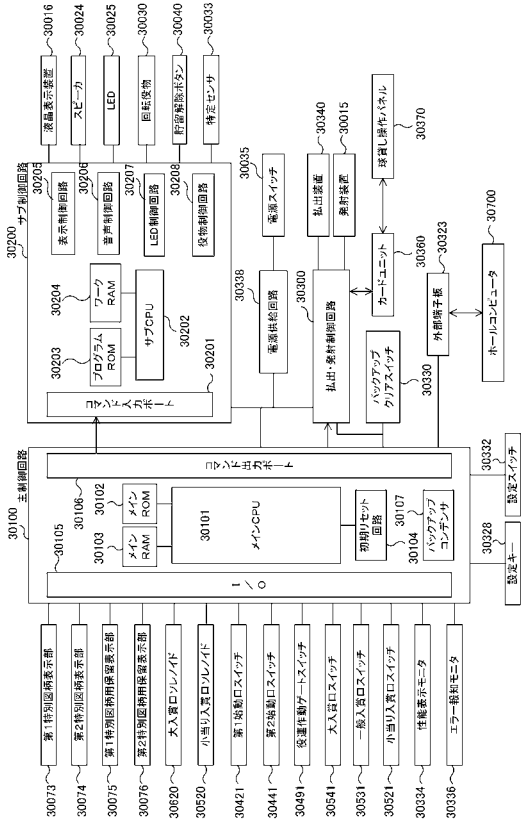 30100
主制御回路
30105
I/O
30106
コマンド出力ポート
30103
メイン
RAM
30102
メイン
ROM
30101
メインCPU
初期リセット
回路
30104
30107
バックアップ
コンデンサ
30073
第1特別図柄表示部
30074
第2特別図柄表示部
30075
第1特別図柄用保留表示部
30076
第2特別図柄用保留表示部
30620
大入賞口ソレノイド
30520
小当り入賞口ソレノイド
30421
第1始動口スイッチ
30441
第2始動口スイッチ
30491
役連作動ゲートスイッチ
30541
大入賞口スイッチ
30531
一般入賞口スイッチ
30521
小当り入賞口スイッチ
30334
性能表示モニタ
30336
エラー報知モニタ
30328
設定キー
30332
設定スイッチ
30200
サブ制御回路
コマンド入力ポート
30201
30203
プログラム
ROM
30204
ワーク
RAM
サブCPU
30202
30205
表示制御回路
30206
音声制御回路
30207
LED制御回路
30208
役物制御回路
液晶表示装置
30016
スピーカ
30024
LED
30025
回転役物
30030
貯留解除ボタン
30040
特定センサ
30033
30338
電源供給回路
30035
電源スイッチ
30300
払出・発射制御回路
払出装置
30340
発射装置
30015
カードユニット
30360
球貸し操作パネル
30370
バックアップ
クリアスイッチ
30330
外部端子板
30323
ホールコンピュータ
30700